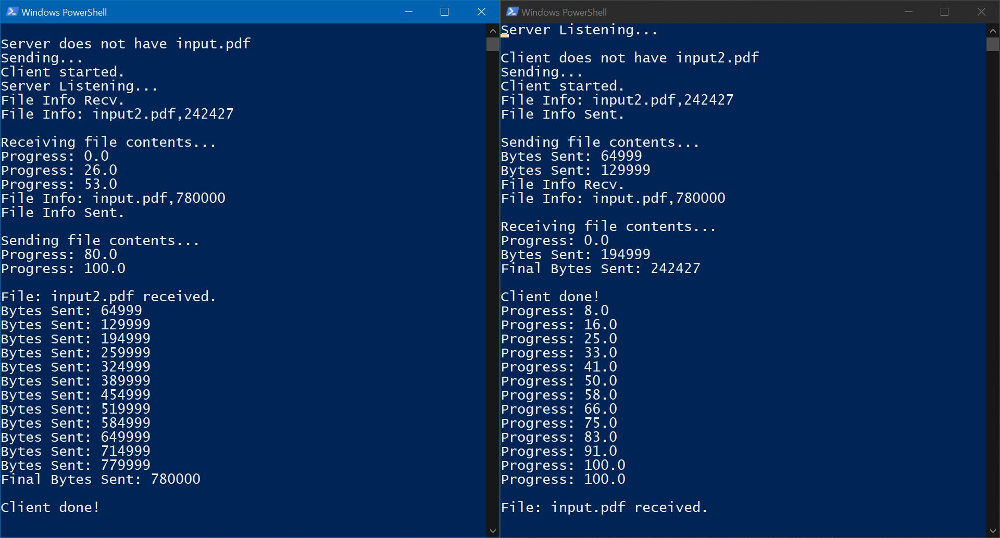 Windows PowerShell
Server does not have input.pdf
Sending...
Client started.
Server Listening...
File Info Recv.
File Info: input2.pdf,242427
Receiving file contents...
Progress: 0.0
Progress: 26.0
Progress: 53.0
File Info: input.pdf,780000
File Info Sent.
Sending file contents...
Progress: 80.0
Progress: 100.0
File: input2.pdf received.
Bytes Sent: 64999
Bytes Sent: 129999
Bytes Sent: 194999
Bytes Sent: 259999
Bytes Sent: 324999
Bytes Sent: 389999
Bytes Sent: 454999
Bytes Sent: 519999
Bytes Sent: 584999
Bytes Sent: 649999
Bytes Sent: 714999
Bytes Sent: 779999
Final Bytes Sent: 780000
Client done!
Windows PowerShell
Server Listening...
Client does not have input2.pdf
Sending...
Client started.
File Info: input2.pdf,242427
File Info Sent.
Sending file contents...
Bytes Sent: 64999
Bytes Sent: 129999
File Info Recv.
File Info: input.pdf,780000
Receiving file contents...
Progress: 0.0
Bytes Sent: 194999
Final Bytes Sent: 242427
Client done!
Progress: 8.0
Progress: 16.0
Progress: 25.0
Progress: 33.0
Progress: 41.0
Progress: 50.0
Progress: 58.0
Progress: 66.0
Progress: 75.0
Progress: 83.0
Progress: 91.0
Progress: 100.0
Progress: 100.0
File: input.pdf received.